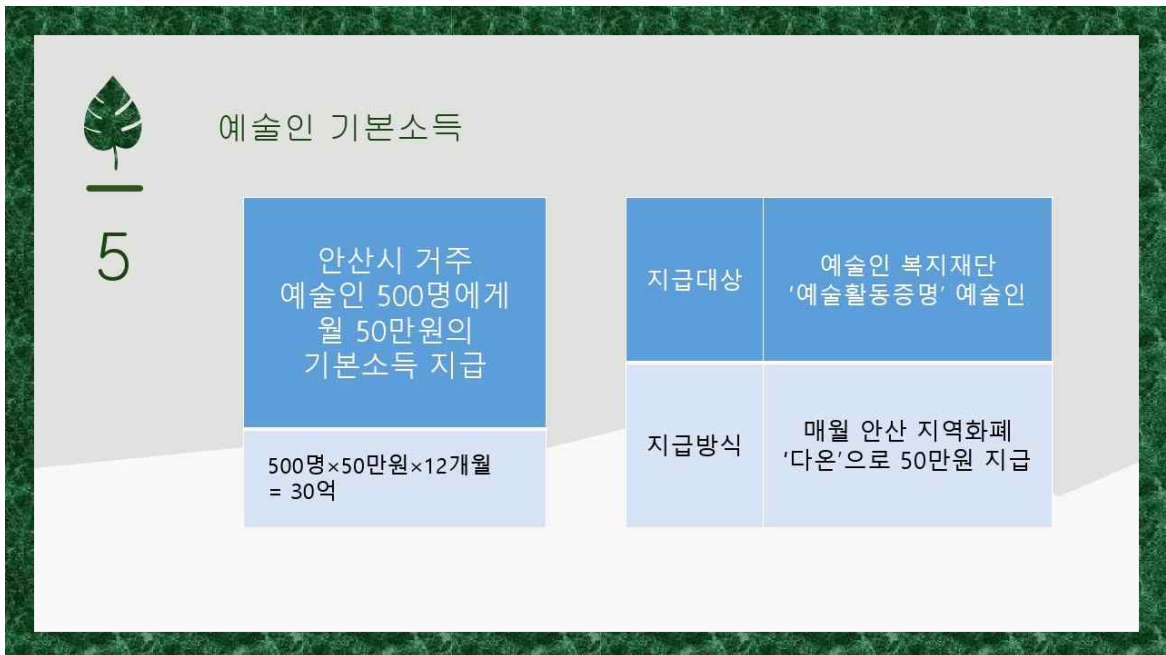 예술인 기본소득
5
안산시 거주
예술인 500명에게
월 50만원의
기본소득 지급
500명×50만원×12개월
= 30억
지급대상
예술인 복지재단
‘예술활동증명’ 예술인
지급방식
매월 안산 지역화폐
‘다온’으로 50만원 지급